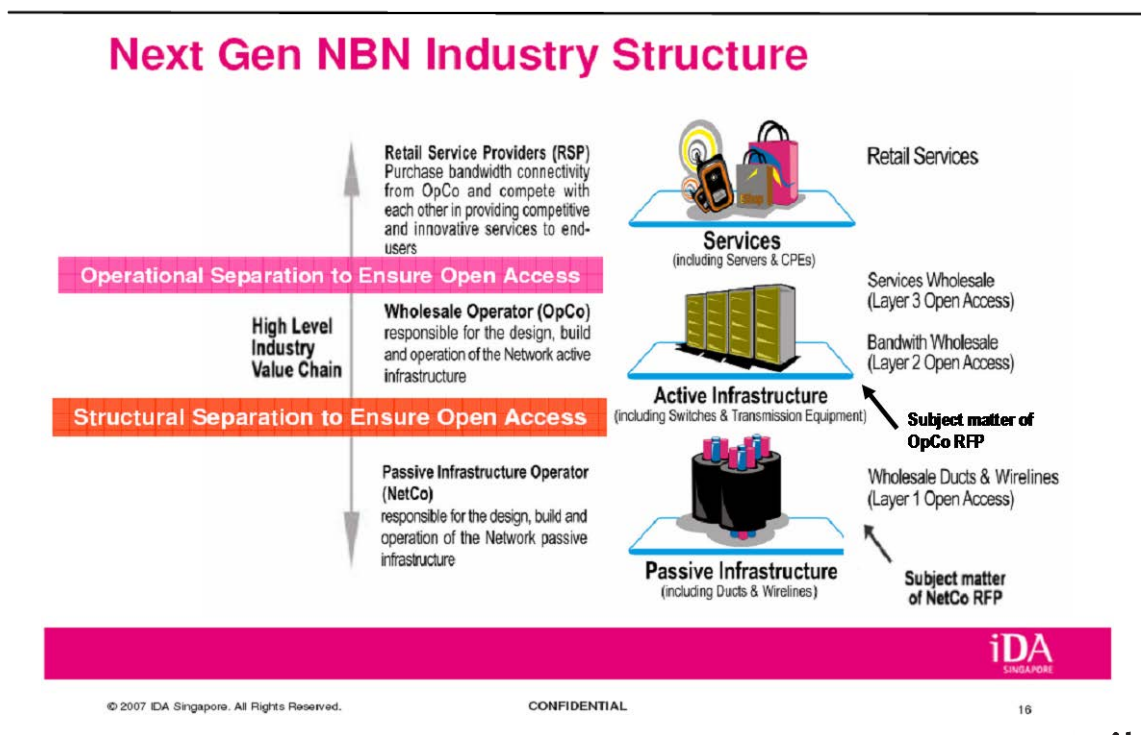 Next Gen NBN Industry Structure
Retail Service Providers (RSP)
Purchase bandwidth connectivity
from OpCo and compete with
each other in providing competitive
and innovative services to end-
users
Shop
Retail Services
Services
(including Servers & CPEs)
Operational Separation to Ensure Open Access
High Level
Industry
Value Chain
Wholesale Operator (OpCo)
responsible for the design, build
and operation of the Network active
infrastructure
Services Wholesale
(Layer 3 Open Access)
Bandwith Wholesale
(Layer 2 Open Access)
Active Infrastructure
(including Switches & Transmission Equipment)
Subject matter of
OpCo RFP
Structural Separation to Ensure Open Access
Passive Infrastructure Operator
(NetCo)
responsible for the design, build and
operation of the Network passive
infrastructure
Wholesale Ducts & Wirelines
(Layer 1 Open Access)
Passive Infrastructure
(including Ducts & Wirelines)
Subject matter
of NetCo RFP
iDA
SINGAPORE
© 2007 IDA Singapore. All Rights Reserved.
CONFIDENTIAL
16